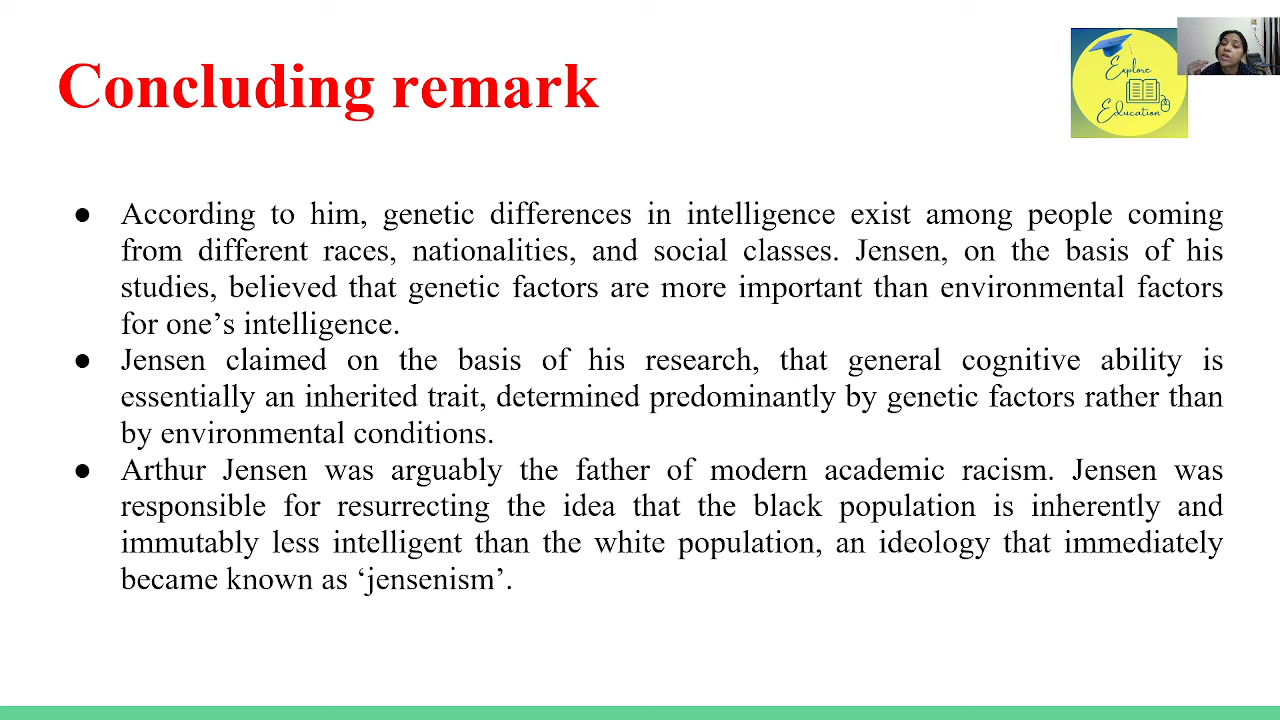 Concluding remark
Explore
Education
● According to him, genetic differences in intelligence exist among people coming
from different races, nationalities, and social classes. Jensen, on the basis of his
studies, believed that genetic factors are more important than environmental factors
for one’s intelligence.
● Jensen claimed on the basis of his research, that general cognitive ability is
essentially an inherited trait, determined predominantly by genetic factors rather than
by environmental conditions.
● Arthur Jensen was arguably the father of modern academic racism. Jensen was
responsible for resurrecting the idea that the black population is inherently and
immutably less intelligent than the white population, an ideology that immediately
became known as ‘jensenism’.